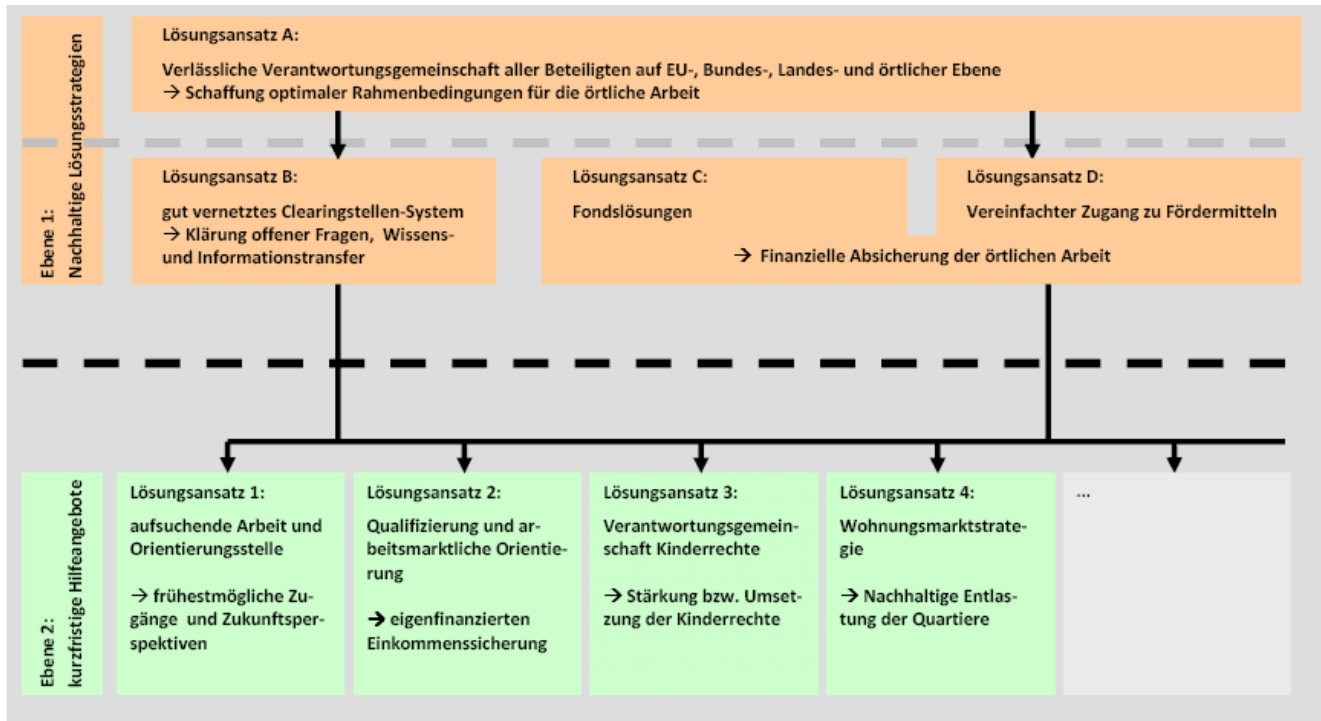 Ebene 1:
Nachhaltige Lösungsstrategien
Lösungsansatz A:
Verlässliche Verantwortungsgemeinschaft aller Beteiligten auf EU-, Bundes-, Landes- und örtlicher Ebene
→ Schaffung optimaler Rahmenbedingungen für die örtliche Arbeit
Lösungsansatz B:
gut vernetztes Clearingstellen-System
→ Klärung offener Fragen, Wissens-
und Informationstransfer
Lösungsansatz C:
Fondslösungen
Lösungsansatz D:
Vereinfachter Zugang zu Fördermitteln
→ Finanzielle Absicherung der örtlichen Arbeit
Ebene 2:
kurzfristige Hilfeangebote
Lösungsansatz 1:
aufsuchende Arbeit und
Orientierungsstelle
→ frühestmögliche Zu-
gänge und Zukunftsper-
spektiven
Lösungsansatz 2:
Qualifizierung und ar-
beitsmarktliche Orientie-
rung
→ eigenfinanzierten
Einkommenssicherung
Lösungsansatz 3:
Verantwortungsgemein-
schaft Kinderrechte
→ Stärkung bzw. Umset-
zung der Kinderrechte
Lösungsansatz 4:
Wohnungsmarktstrate-
gie
→ Nachhaltige Entlas-
tung der Quartiere
...